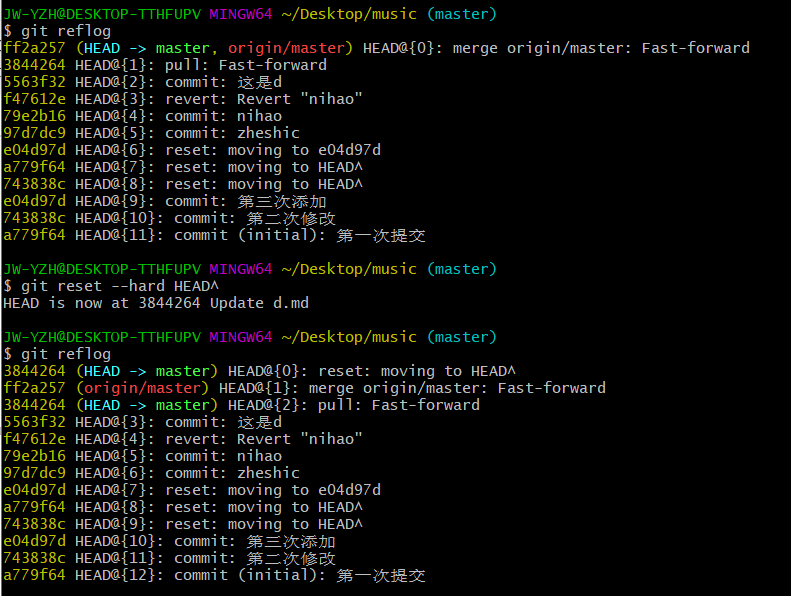 JW-YZH@DESKTOP-TTHFUPV MINGW64 ~/Desktop/music (master)
$ git reflog
ff2a257 (HEAD -> master, origin/master) HEAD@{0}: merge origin/master: Fast-forward
3844264 HEAD@{1}: pull: Fast-forward
5563f32 HEAD@{2}: commit: 这是d
f47612e HEAD@{3}: revert: Revert "nihao"
79e2b16 HEAD@{4}: commit: nihao
97d7dc9 HEAD@{5}: commit: zheshic
e04d97d HEAD@{6}: reset: moving to e04d97d
a779f64 HEAD@{7}: reset: moving to HEAD^
743838c HEAD@{8}: reset: moving to HEAD^
e04d97d HEAD@{9}: commit: 第三次添加
743838c HEAD@{10}: commit: 第二次修改
a779f64 HEAD@{11}: commit (initial): 第一次提交
JW-YZH@DESKTOP-TTHFUPV MINGW64 ~/Desktop/music (master)
$ git reset --hard HEAD^
HEAD is now at 3844264 Update d.md
JW-YZH@DESKTOP-TTHFUPV MINGW64 ~/Desktop/music (master)
$ git reflog
3844264 (HEAD -> master) HEAD@{0}: reset: moving to HEAD^
ff2a257 (origin/master) HEAD@{1}: merge origin/master: Fast-forward
3844264 (HEAD -> master) HEAD@{2}: pull: Fast-forward
5563f32 HEAD@{3}: commit: 这是d
f47612e HEAD@{4}: revert: Revert "nihao"
79e2b16 HEAD@{5}: commit: nihao
97d7dc9 HEAD@{6}: commit: zheshic
e04d97d HEAD@{7}: reset: moving to e04d97d
a779f64 HEAD@{8}: reset: moving to HEAD^
743838c HEAD@{9}: reset: moving to HEAD^
e04d97d HEAD@{10}: commit: 第三次添加
743838c HEAD@{11}: commit: 第二次修改
a779f64 HEAD@{12}: commit (initial): 第一次提交